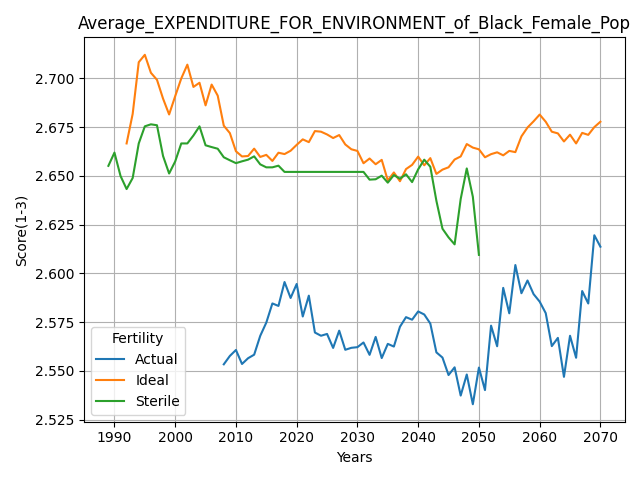 Average_EXPENDITURE_FOR_ENVIRONMENT_of_Black_Female_Pop
2.700
2.675
2.650
2.625
2.600
2.575
2.550
2.525
Score(1-3)
Fertility
Actual
Ideal
Sterile
1990 2000 2010 2020 2030 2040 2050 2060 2070
Years